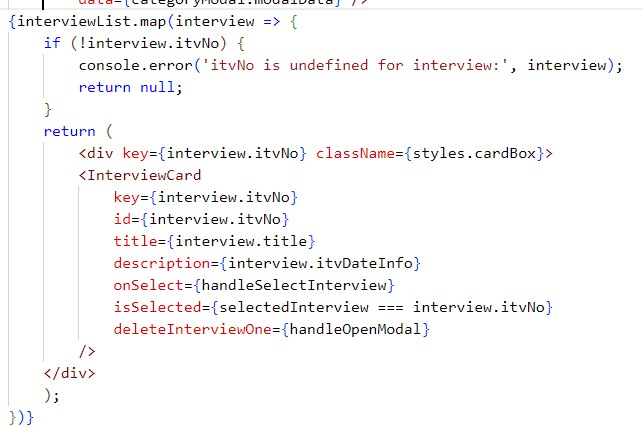 data={categoryModal.modalData} />
{interviewList.map(interview => {
if (!interview.itvNo) {
console.error('itvNo is undefined for interview:', interview);
return null;
}
return (
<div key={interview.itvNo} className={styles.cardBox}>
<InterviewCard
key={interview.itvNo}
id={interview.itvNo}
title={interview.title}
description={interview.itvDateInfo}
onSelect={handleSelectInterview}
isSelected={selectedInterview === interview.itvNo}
deleteInterviewOne={handleOpenModal}
/>
</div>
);
})}